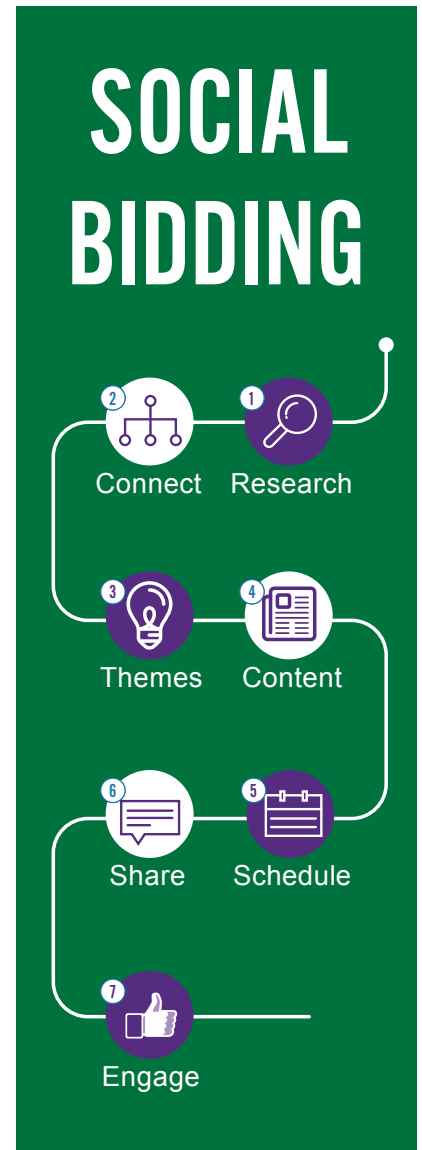 SOCIAL
BIDDING
2 1
Connect Research
3 4
Themes Content
6 5
Share Schedule
7
Engage